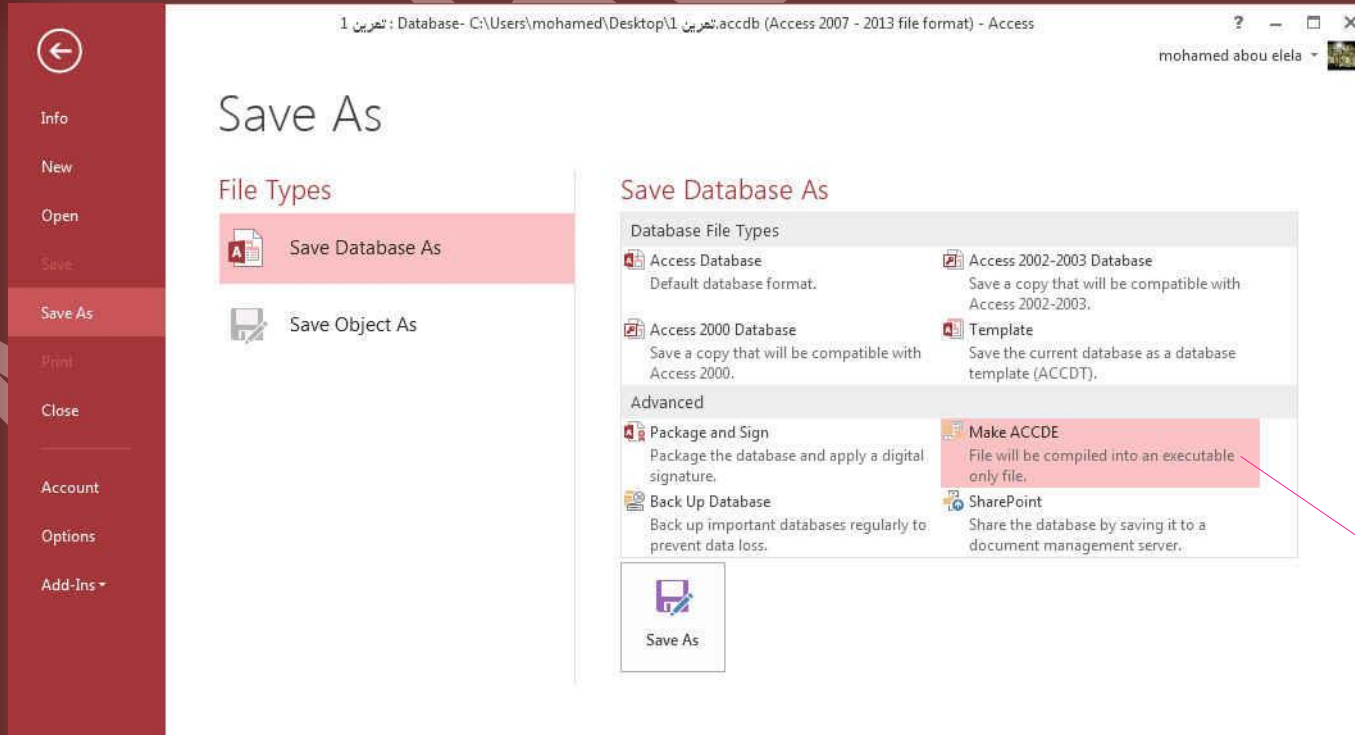 تمرين 1 : Database- C:\Users\mohamed\Desktop\1 تمرين.accdb (Access 2007 - 2013 file format) - Access
?
mohamed abou elela
Info
New
Open
Save
Save As
Print
Close
Account
Options
Add-Ins
Save As
File Types
Save Database As
Save Object As
Save Database As
Database File Types
Access Database
Default database format.
Access 2002-2003 Database
Save a copy that will be compatible with
Access 2002-2003.
Access 2000 Database
Save a copy that will be compatible with
Access 2000.
Template
Save the current database as a database
template (ACCDT).
Advanced
Package and Sign
Package the database and apply a digital
signature.
Make ACCDE
File will be compiled into an executable
only file.
Back Up Database
Back up important databases regularly to
prevent data loss.
SharePoint
Share the database by saving it to a
document management server.
Save As